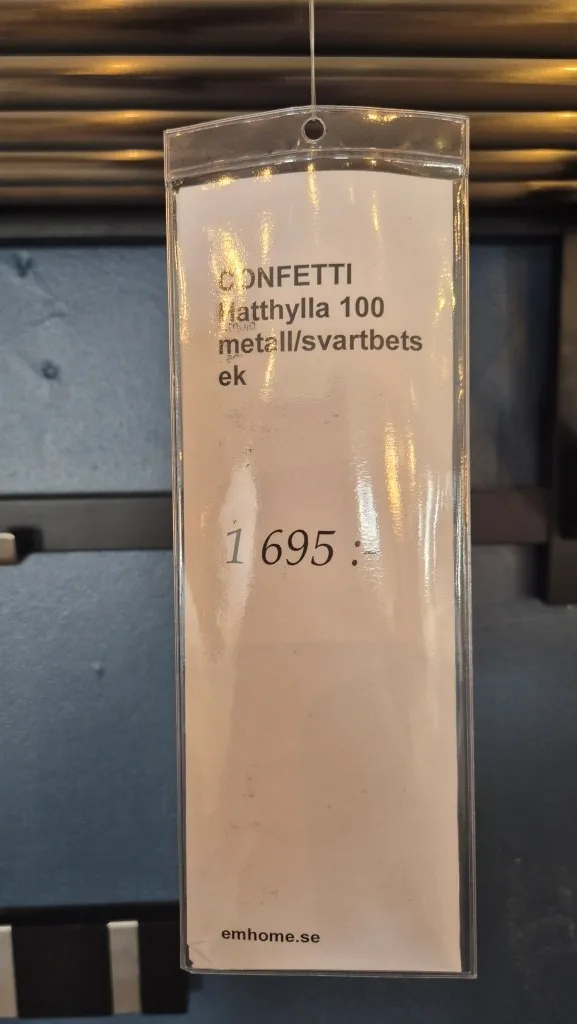 CONFETTI
Hatthylla 100
metall/svartbets
ek
1 695 :-
emhome.se